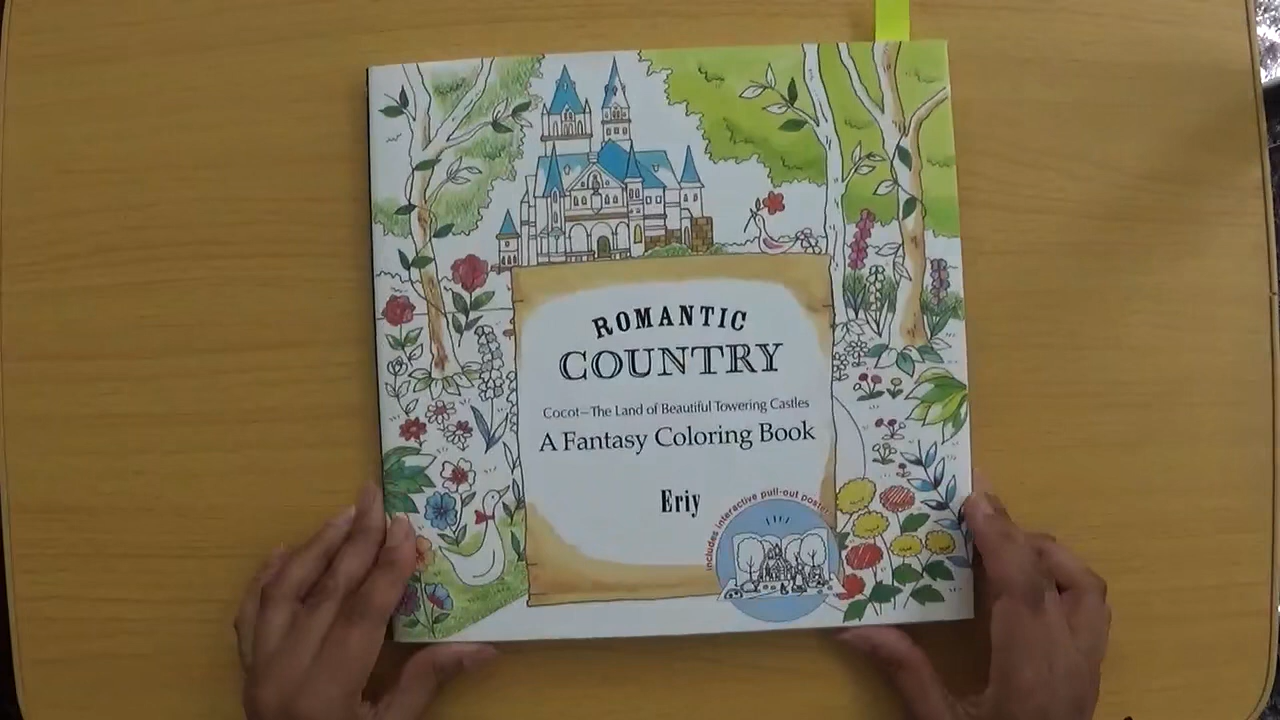 ROMANTIC
COUNTRY
Cocot—The Land of Beautiful Towering Castles
A Fantasy Coloring Book
Eriy
includes interactive pull-out poster